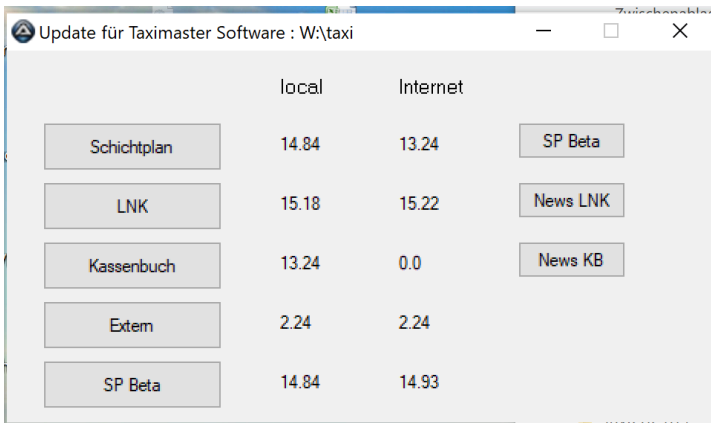 Zwischenablag
Update für Taximaster Software : W:\taxi
local Internet
Schichtplan 14.84 13.24 SP Beta
LNK 15.18 15.22 News LNK
Kassenbuch 13.24 0.0 News KB
Extern 2.24 2.24
SP Beta 14.84 14.93